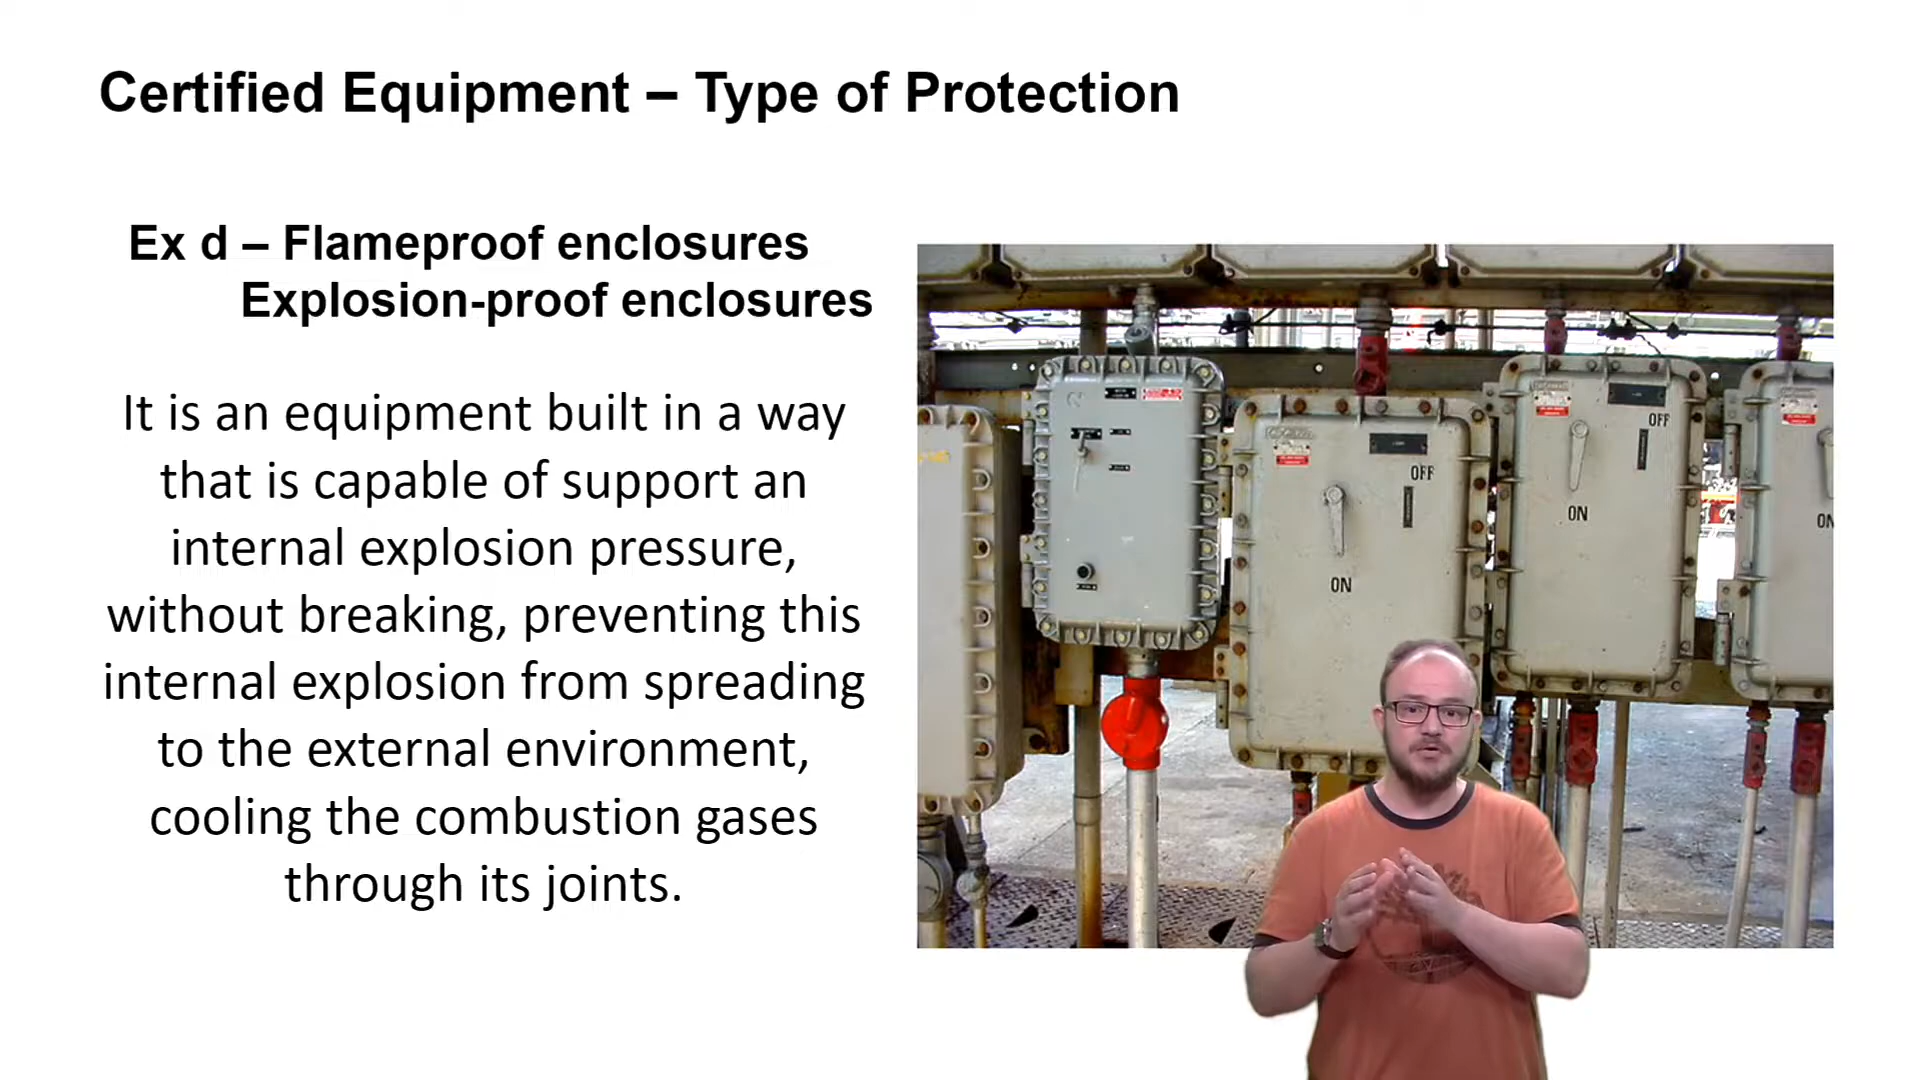 Certified Equipment – Type of Protection
Ex d – Flameproof enclosures
Explosion-proof enclosures
It is an equipment built in a way
that is capable of support an
internal explosion pressure,
without breaking, preventing this
internal explosion from spreading
to the external environment,
cooling the combustion gases
through its joints.
OFF
ON
OFF
ON
ON